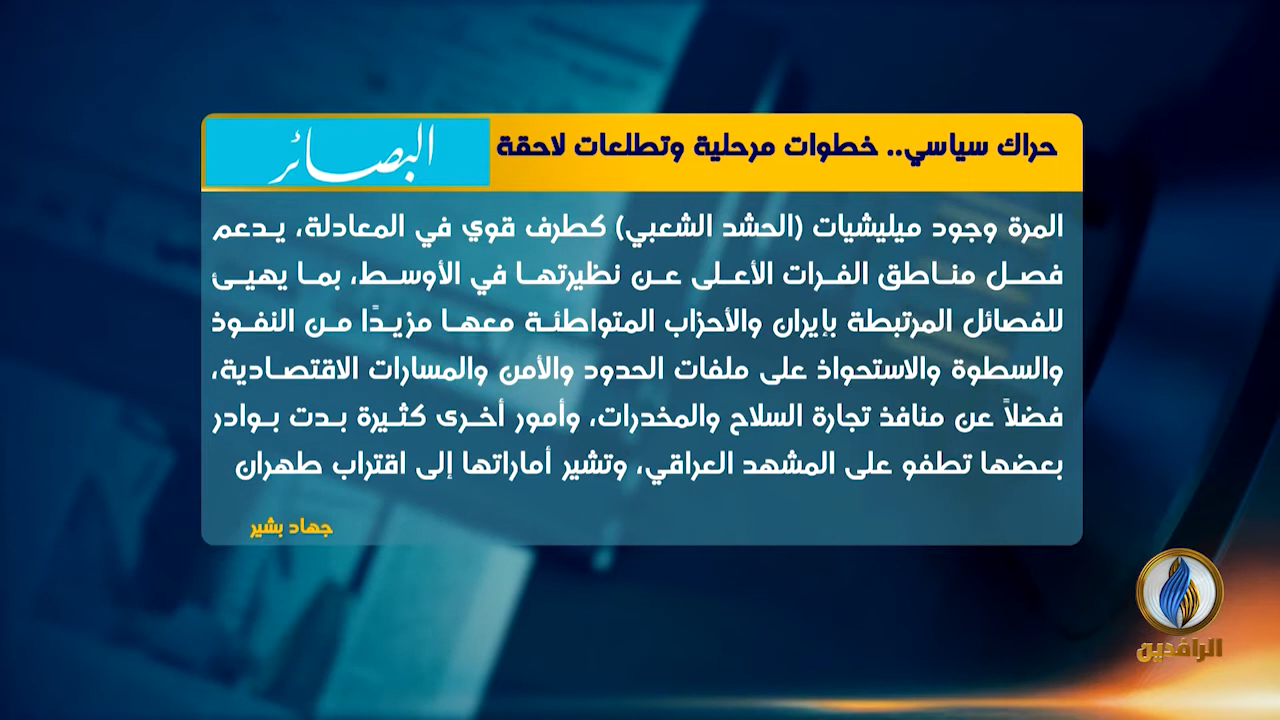 حراك سياسي.. خطوات مرحلية وتطلعات لاحقة
البصائر
المرة وجود ميليشيات (الحشد الشعبي) كطرف قوي في المعادلة، يدعم
فصل مناطق الفرات الأعلى عن نظيرتها في الأوسط، بما يهيئ
للفصائل المرتبطة بإيران والأحزاب المتواطئة معها مزيدًا من النفوذ
والسطوة والاستحواذ على ملفات الحدود والأمن والمسارات الاقتصادية،
فضلاً عن منافذ تجارة السلاح والمخدرات، وأمور أخرى كثيرة بدت بوادر
بعضها تطفو على المشهد العراقي، وتشير أماراتها إلى اقتراب طهران
جهاد بشير
الرافدين